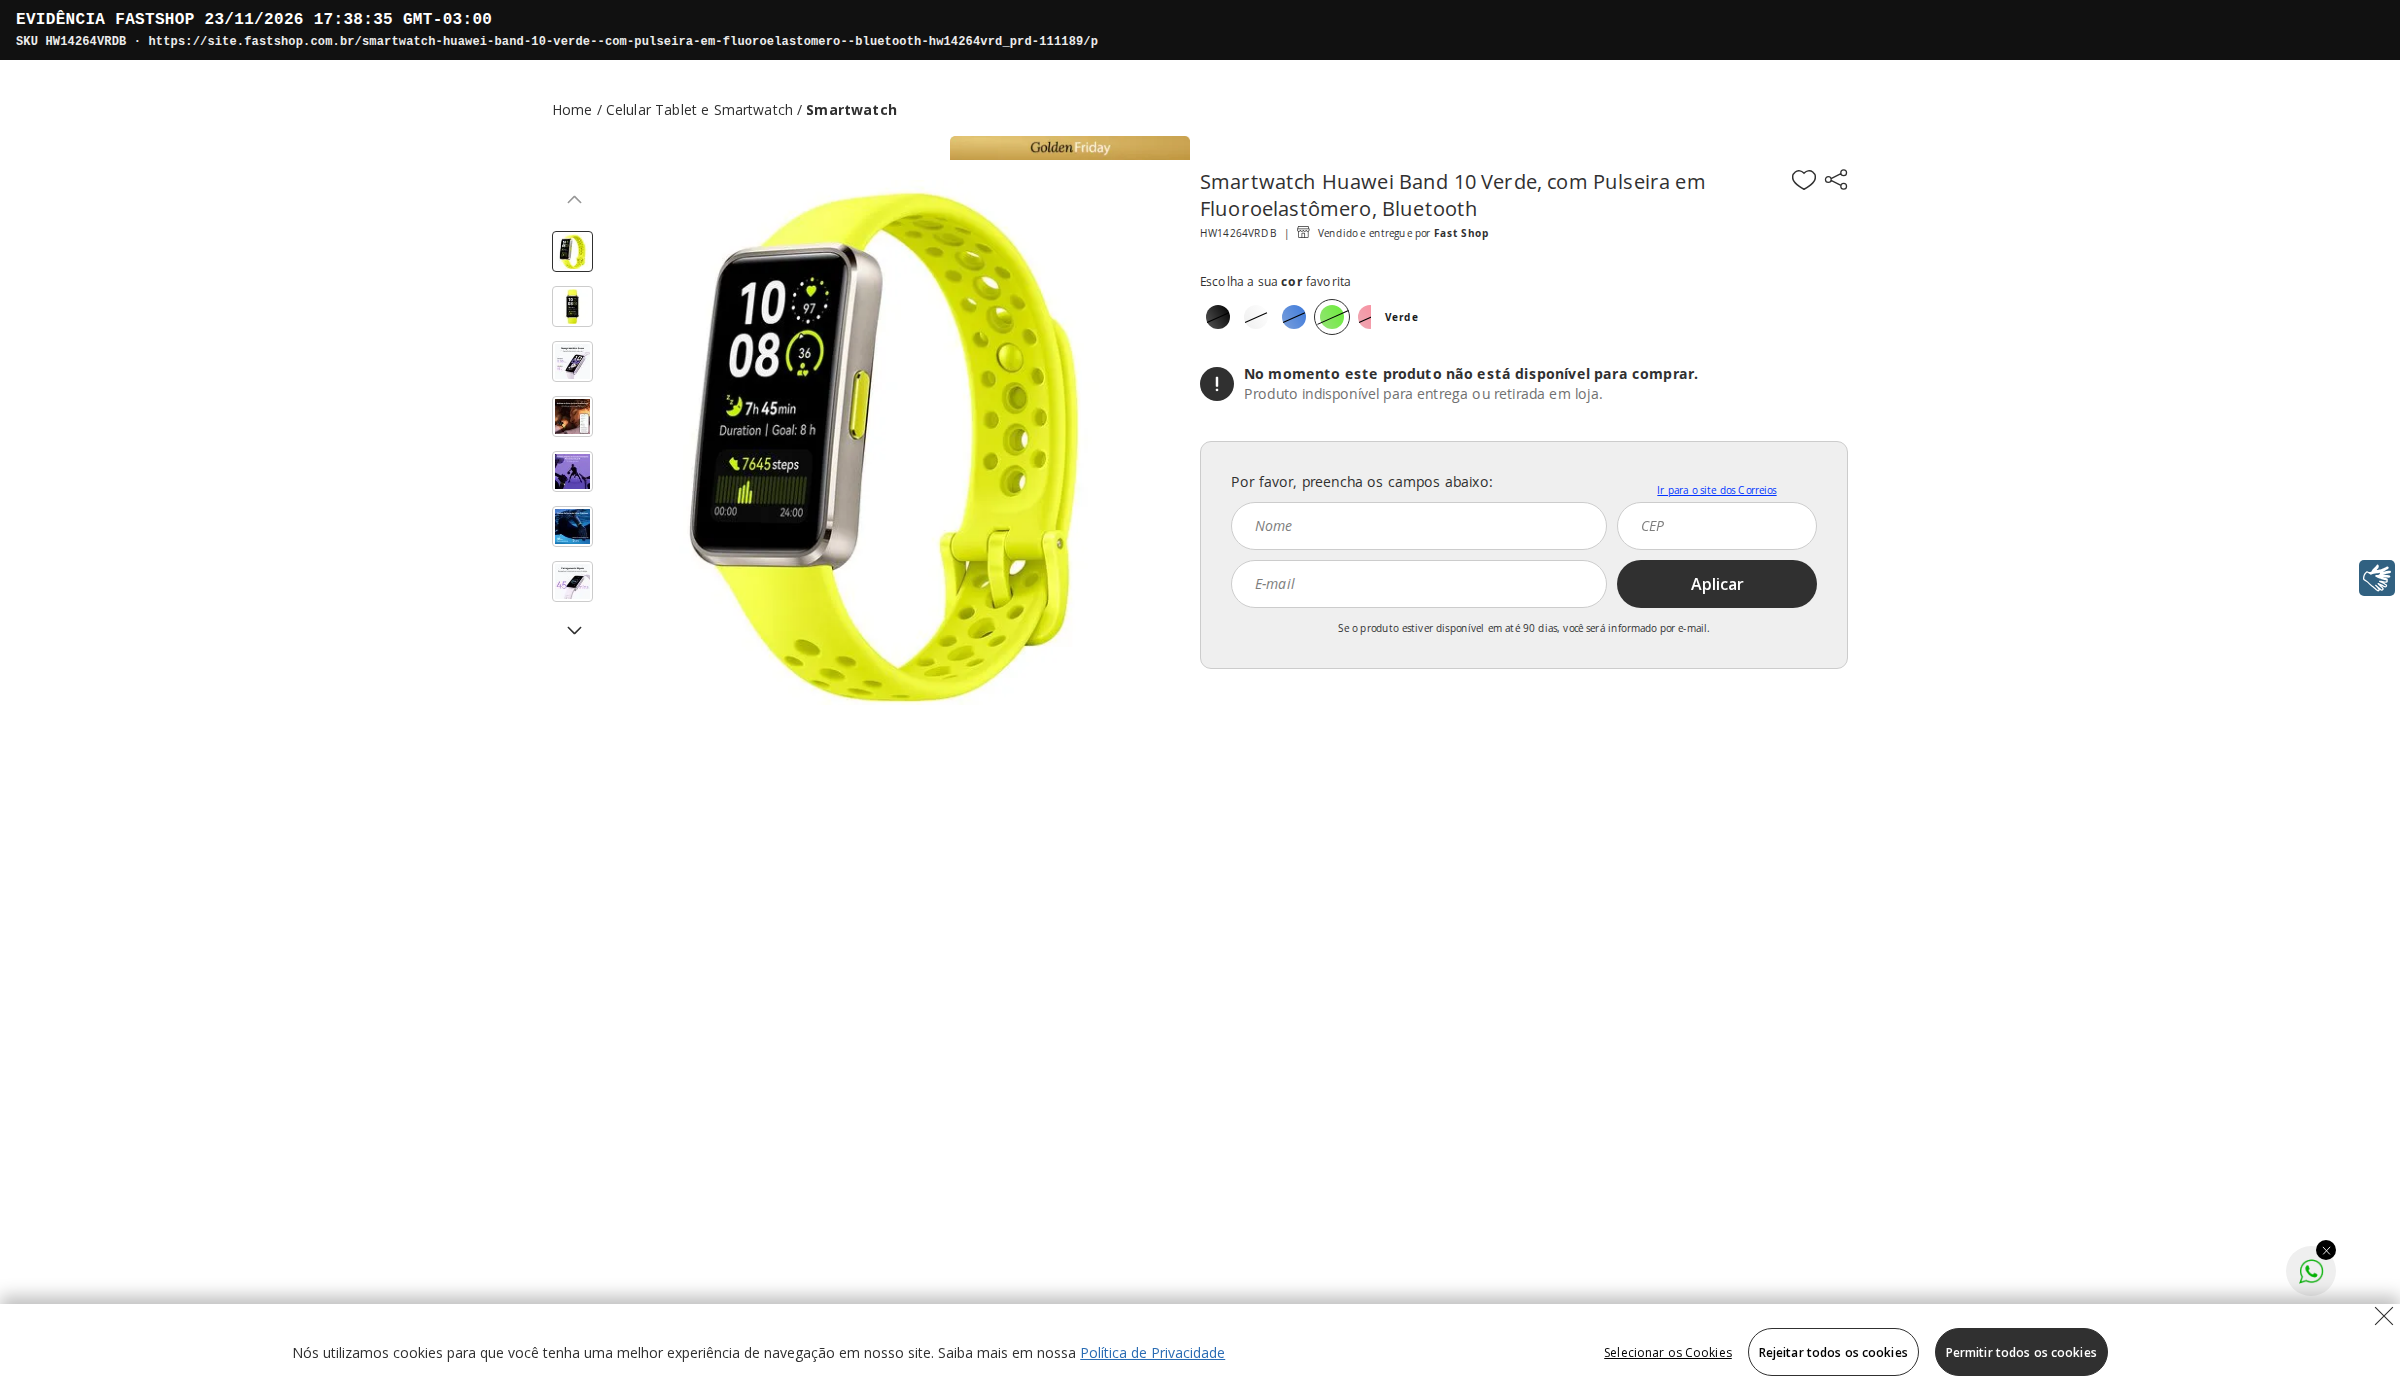 EVIDÊNCIA FASTSHOP 23/11/2026 17:38:35 GMT-03:00
SKU HW14264VRDB · https://site.fastshop.com.br/smartwatch-huawei-band-10-verde--com-pulseira-em-fluoroelastomero--bluetooth-hw14264vrd_prd-111189/p
Home / Celular Tablet e Smartwatch / Smartwatch
Golden Friday
Smartwatch Huawei Band 10 Verde, com Pulseira em
Fluoroelastômero, Bluetooth
HW14264VRDB | Vendido e entregue por Fast Shop
Escolha a sua cor favorita
Verde
10
08
97
36
7h 45min
Duration | Goal: 8 h
7645 steps
00:00 24:00
No momento este produto não está disponível para comprar.
Produto indisponível para entrega ou retirada em loja.
Por favor, preencha os campos abaixo:
Ir para o site dos Correios
Nome
CEP
E-mail
Aplicar
Se o produto estiver disponível em até 90 dias, você será informado por e-mail.
Nós utilizamos cookies para que você tenha uma melhor experiência de navegação em nosso site. Saiba mais em nossa Política de Privacidade
Selecionar os Cookies
Rejeitar todos os cookies
Permitir todos os cookies